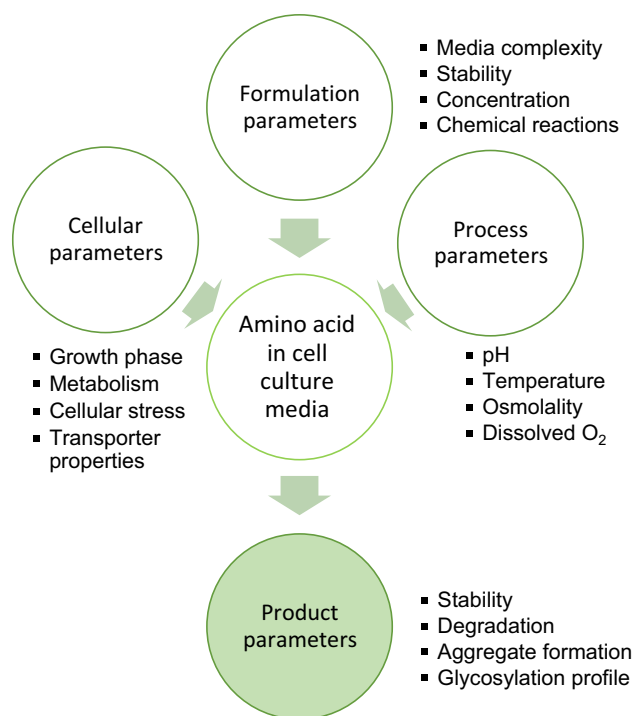 Formulation
parameters
▪ Media complexity
▪ Stability
▪ Concentration
▪ Chemical reactions
Cellular
parameters
▪ Growth phase
▪ Metabolism
▪ Cellular stress
▪ Transporter
properties
Process
parameters
▪ pH
▪ Temperature
▪ Osmolality
▪ Dissolved O₂
Amino acid
in cell
culture
media
Product
parameters
▪ Stability
▪ Degradation
▪ Aggregate formation
▪ Glycosylation profile